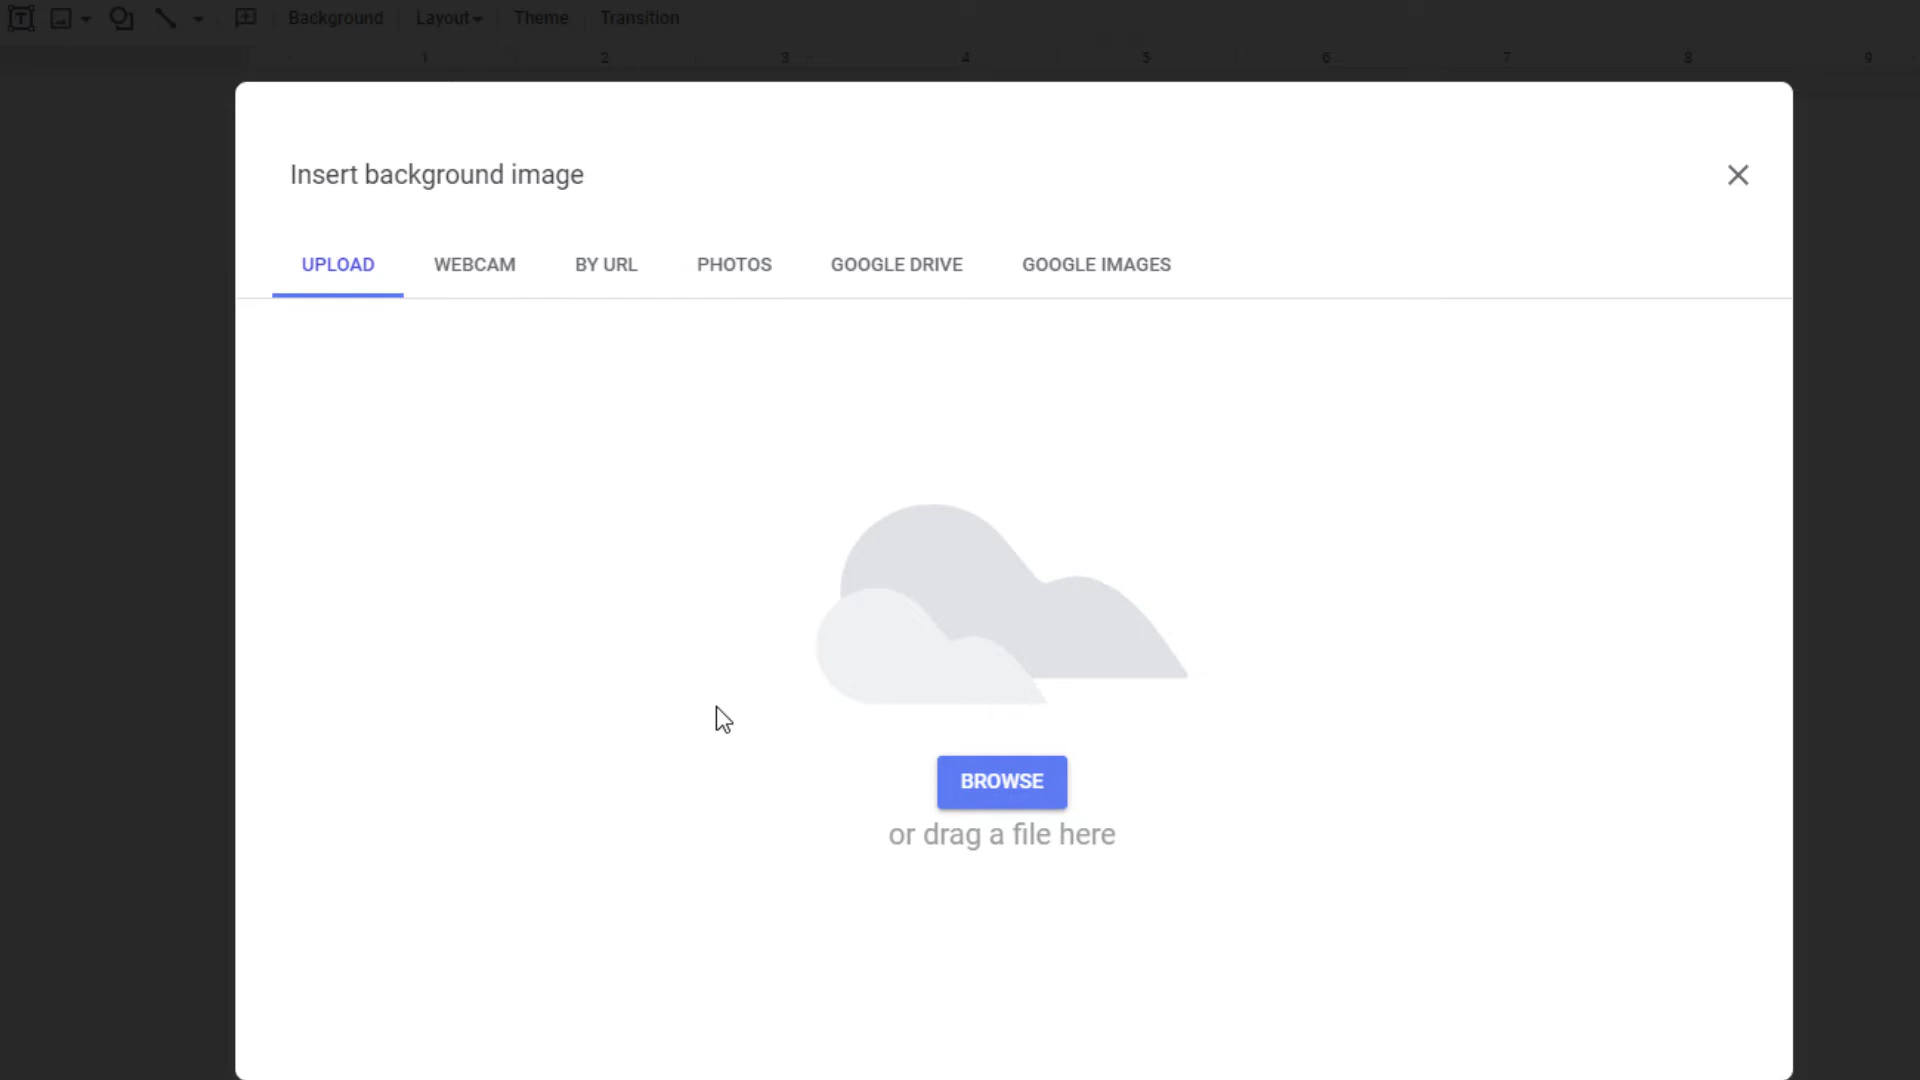 Background Layout Theme Transition
1 2 3 4 5 6 7 8 9
Insert background image
UPLOAD WEBCAM BY URL PHOTOS GOOGLE DRIVE GOOGLE IMAGES
BROWSE
or drag a file here